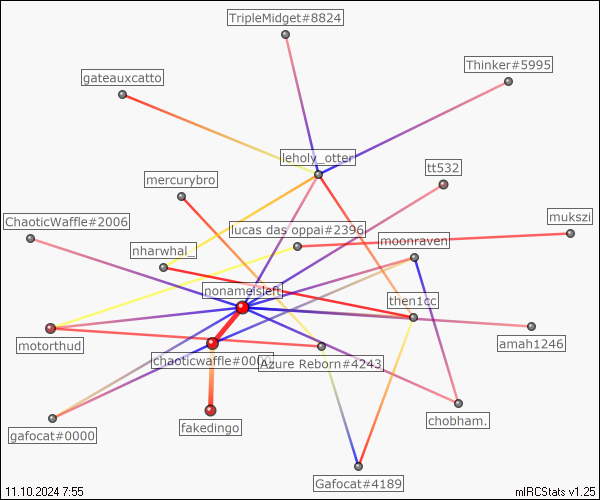 TripleMidget#8824
Thinker#5995
gateauxcatto
leholy_otter
tt532
mercurybro
ChaoticWaffle#2006
lucas das oppai#2396
mukszi
moonraven
nharwhal_
nonameisleft
then1cc
motorthud
amah1246
chaoticwaffle#00
Azure Reborn#4243
chobham.
fakedingo
gafocat#0000
Gafocat#4189
11.10.2024 7:55
mIRCStats v1.25